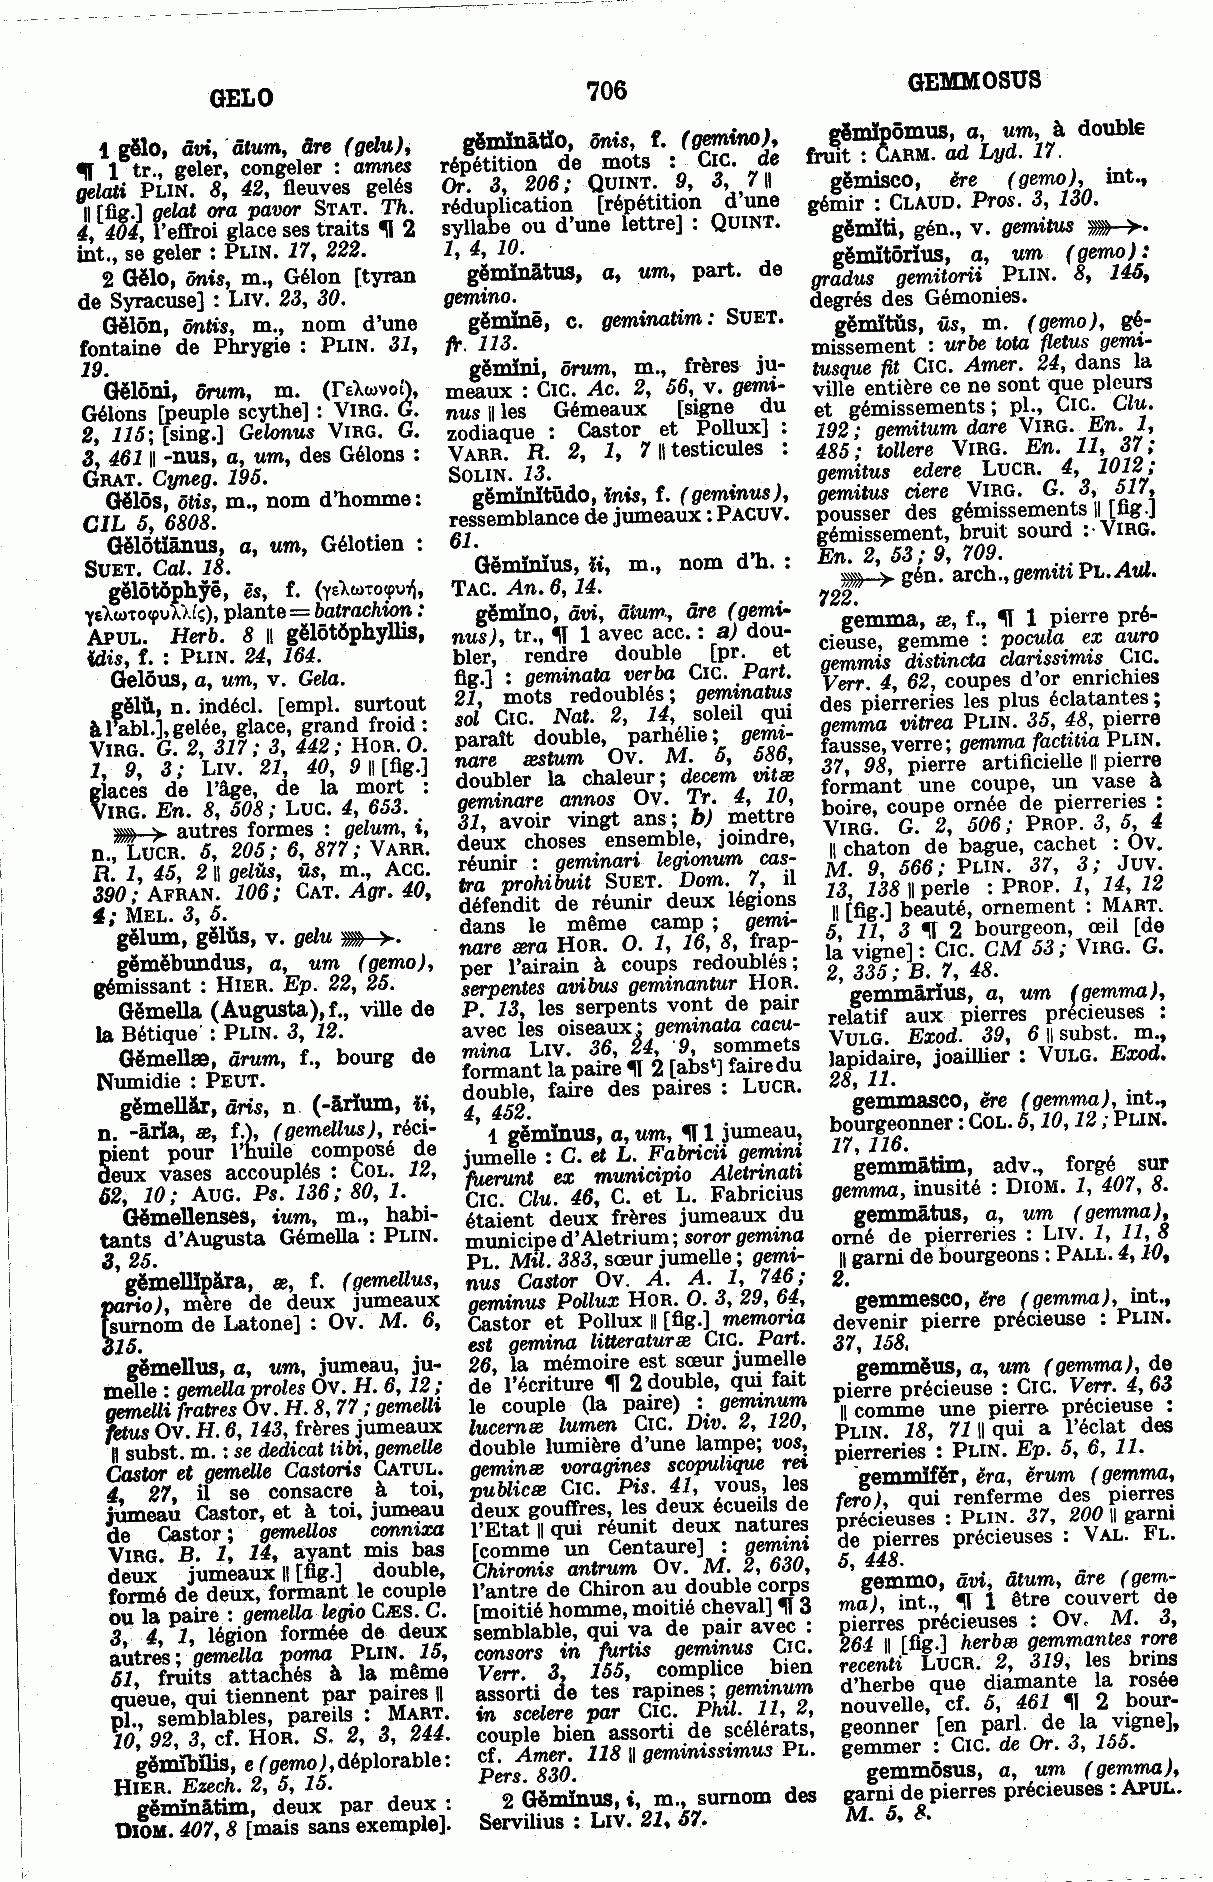 GELO
706
GEMMOSUS
1 gĕlo, āvi, ātum, āre (gelu),
¶ 1 tr., geler, congeler : amnes
gelati PLIN. 8, 42, fleuves gelés
|| [fig.] gelat ora pavor STAT. Th.
4, 404, l'effroi glace ses traits ¶ 2
int., se geler : PLIN. 17, 222.
2 Gĕlo, ōnis, m., Gélon [tyran
de Syracuse] : LIV. 23, 30.
Gĕlōn, ōntis, m., nom d'une
fontaine de Phrygie : PLIN. 31,
19.
Gĕlōni, ōrum, m. (Γελωνοί),
Gélons [peuple scythe] : VIRG. G.
2, 115; [sing.] Gelonus VIRG. G.
3, 461 || -nus, a, um, des Gélons :
GRAT. Cyneg. 195.
Gĕlōs, ōtis, m., nom d'homme :
CIL 5, 6808.
Gĕlōtiānus, a, um, Gélotien :
SUET. Cal. 18.
gĕlōtŏphўē, ēs, f. (γελωτοφυή,
γελωτοφυλλίς), plante = batrachion :
APUL. Herb. 8 || gĕlōtŏphyllis,
idis, f. : PLIN. 24, 164.
Gelōus, a, um, v. Gela.
gĕlū, n. indécl. [empl. surtout
à l'abl.], gelée, glace, grand froid :
VIRG. G. 2, 317; 3, 442; HOR. O.
1, 9, 3; LIV. 21, 40, 9 || [fig.]
glaces de l'âge, de la mort :
VIRG. En. 8, 508; LUC. 4, 653.
⟫⟶ autres formes : gelum, i,
n., LUCR. 5, 205; 6, 877; VARR.
R. 1, 45, 2 || gelŭs, ūs, m., ACC.
390; AFRAN. 106; CAT. Agr. 40,
4; MEL. 3, 5.
gĕlum, gĕlŭs, v. gelu ⟫⟶.
gĕmĕbundus, a, um (gemo),
gémissant : HIER. Ep. 22, 25.
Gĕmella (Augusta), f., ville de
la Bétique : PLIN. 3, 12.
Gĕmellæ, ārum, f., bourg de
Numidie : PEUT.
gĕmellăr, āris, n. (-ārĭum, ĭi,
n. -ārĭa, æ, f.), (gemellus), réci-
pient pour l'huile composé de
deux vases accouplés : COL. 12,
52, 10; AUG. Ps. 136; 80, 1.
Gĕmellenses, ium, m., habi-
tants d'Augusta Gémella : PLIN.
3, 25.
gĕmellĭpăra, æ, f. (gemellus,
pario), mère de deux jumeaux
[surnom de Latone] : OV. M. 6,
315.
gĕmellus, a, um, jumeau, ju-
melle : gemella proles OV. H. 6, 12;
gemelli fratres OV. H. 8, 77; gemelli
fetus OV. H. 6, 143, frères jumeaux
|| subst. m. : se dedicat tibi, gemelle
Castor et gemelle Castoris CATUL.
4, 27, il se consacre à toi,
jumeau Castor, et à toi, jumeau
de Castor; gemellos connixa
VIRG. B. 1, 14, ayant mis bas
deux jumeaux || [fig.] double,
formé de deux, formant le couple
ou la paire : gemella legio CÆS. C.
3, 4, 1, légion formée de deux
autres; gemella poma PLIN. 15,
51, fruits attachés à la même
queue, qui tiennent par paires ||
pl., semblables, pareils : MART.
10, 92, 3, cf. HOR. S. 2, 3, 244.
gĕmĭbĭlis, e (gemo), déplorable :
HIER. Ezech. 2, 5, 15.
gĕmĭnātim, deux par deux :
DIOM. 407, 8 [mais sans exemple].
gĕmĭnātĭo, ōnis, f. (gemino),
répétition de mots : CIC. de
Or. 3, 206; QUINT. 9, 3, 7 ||
réduplication [répétition d'une
syllabe ou d'une lettre] : QUINT.
1, 4, 10.
gĕmĭnātus, a, um, part. de
gemino.
gĕmĭnē, c. geminatim : SUET.
fr. 113.
gĕmĭni, ōrum, m., frères ju-
meaux : CIC. Ac. 2, 56, v. gemi-
nus || les Gémeaux [signe du
zodiaque : Castor et Pollux] :
VARR. R. 2, 1, 7 || testicules :
SOLIN. 13.
gĕmĭnĭtūdo, ĭnis, f. (geminus),
ressemblance de jumeaux : PACUV.
61.
Gĕmĭnĭus, ĭi, m., nom d'h. :
TAC. An. 6, 14.
gĕmĭno, āvi, ātum, āre (gemi-
nus), tr., ¶ 1 avec acc. : a) dou-
bler, rendre double [pr. et
fig.] : geminata verba CIC. Part.
21, mots redoublés; geminatus
sol CIC. Nat. 2, 14, soleil qui
paraît double, parhélie; gemi-
nare æstum OV. M. 5, 586,
doubler la chaleur; decem vitæ
geminare annos OV. Tr. 4, 10,
31, avoir vingt ans; b) mettre
deux choses ensemble, joindre,
réunir : geminari legionum cas-
tra prohibuit SUET. Dom. 7, il
défendit de réunir deux légions
dans le même camp; gemi-
nare æra HOR. O. 1, 16, 8, frap-
per l'airain à coups redoublés;
serpentes avibus geminantur HOR.
P. 13, les serpents vont de pair
avec les oiseaux; geminata cacu-
mina LIV. 36, 24, 9, sommets
formant la paire ¶ 2 [absᵗ] faire du
double, faire des paires : LUCR.
4, 452.
1 gĕmĭnus, a, um, ¶ 1 jumeau,
jumelle : C. et L. Fabricii gemini
fuerunt ex municipio Aletrinati
CIC. Clu. 46, C. et L. Fabricius
étaient deux frères jumeaux du
municipe d'Aletrium; soror gemina
PL. Mil. 383, sœur jumelle; gemi-
nus Castor OV. A. A. 1, 746;
geminus Pollux HOR. O. 3, 29, 64,
Castor et Pollux || [fig.] memoria
est gemina litteraturæ CIC. Part.
26, la mémoire est sœur jumelle
de l'écriture ¶ 2 double, qui fait
le couple (la paire) : geminum
lucernæ lumen CIC. Div. 2, 120,
double lumière d'une lampe; vos,
geminæ voragines scopulique rei
publicæ CIC. Pis. 41, vous, les
deux gouffres, les deux écueils de
l'Etat || qui réunit deux natures
[comme un Centaure] : gemini
Chironis antrum OV. M. 2, 630,
l'antre de Chiron au double corps
[moitié homme, moitié cheval] ¶ 3
semblable, qui va de pair avec :
consors in furtis geminus CIC.
Verr. 3, 155, complice bien
assorti de tes rapines; geminum
in scelere par CIC. Phil. 11, 2,
couple bien assorti de scélérats,
cf. Amer. 118 || geminissimus PL.
Pers. 830.
2 Gĕmĭnus, i, m., surnom des
Servilius : LIV. 21, 57.
gĕmĭpōmus, a, um, à double
fruit : CARM. ad Lyd. 17.
gĕmisco, ĕre (gemo), int.,
gémir : CLAUD. Pros. 3, 130.
gĕmĭti, gén., v. gemitus ⟫⟶.
gĕmĭtōrĭus, a, um (gemo) :
gradus gemitorii PLIN. 8, 145,
degrés des Gémonies.
gĕmĭtŭs, ūs, m. (gemo), gé-
missement : urbe tota fletus gemi-
tusque fit CIC. Amer. 24, dans la
ville entière ce ne sont que pleurs
et gémissements; pl., CIC. Clu.
192; gemitum dare VIRG. En. 1,
485; tollere VIRG. En. 11, 37;
gemitus edere LUCR. 4, 1012;
gemitus ciere VIRG. G. 3, 517,
pousser des gémissements || [fig.]
gémissement, bruit sourd : VIRG.
En. 2, 53; 9, 709.
⟫⟶ gén. arch., gemiti PL. Aul.
722.
gemma, æ, f., ¶ 1 pierre pré-
cieuse, gemme : pocula ex auro
gemmis distincta clarissimis CIC.
Verr. 4, 62, coupes d'or enrichies
des pierreries les plus éclatantes;
gemma vitrea PLIN. 35, 48, pierre
fausse, verre; gemma factitia PLIN.
37, 98, pierre artificielle || pierre
formant une coupe, un vase à
boire, coupe ornée de pierreries :
VIRG. G. 2, 506; PROP. 3, 5, 4
|| chaton de bague, cachet : OV.
M. 9, 566; PLIN. 37, 3; JUV.
13, 138 || perle : PROP. 1, 14, 12
|| [fig.] beauté, ornement : MART.
5, 11, 3 ¶ 2 bourgeon, œil [de
la vigne] : CIC. CM 53; VIRG. G.
2, 335; B. 7, 48.
gemmārĭus, a, um (gemma),
relatif aux pierres précieuses :
VULG. Exod. 39, 6 || subst. m.,
lapidaire, joaillier : VULG. Exod.
28, 11.
gemmasco, ĕre (gemma), int.,
bourgeonner : COL. 5, 10, 12; PLIN.
17, 116.
gemmātim, adv., forgé sur
gemma, inusité : DIOM. 1, 407, 8.
gemmātus, a, um (gemma),
orné de pierreries : LIV. 1, 11, 8
|| garni de bourgeons : PALL. 4, 10,
2.
gemmesco, ĕre (gemma), int.,
devenir pierre précieuse : PLIN.
37, 158.
gemmĕus, a, um (gemma), de
pierre précieuse : CIC. Verr. 4, 63
|| comme une pierre précieuse :
PLIN. 18, 71 || qui a l'éclat des
pierreries : PLIN. Ep. 5, 6, 11.
gemmĭfĕr, ĕra, ĕrum (gemma,
fero), qui renferme des pierres
précieuses : PLIN. 37, 200 || garni
de pierres précieuses : VAL. FL.
5, 448.
gemmo, āvi, ātum, āre (gem-
ma), int., ¶ 1 être couvert de
pierres précieuses : OV. M. 3,
264 || [fig.] herbæ gemmantes rore
recenti LUCR. 2, 319, les brins
d'herbe que diamante la rosée
nouvelle, cf. 5, 461 ¶ 2 bour-
geonner [en parl. de la vigne],
gemmer : CIC. de Or. 3, 155.
gemmōsus, a, um (gemma),
garni de pierres précieuses : APUL.
M. 5, 8.